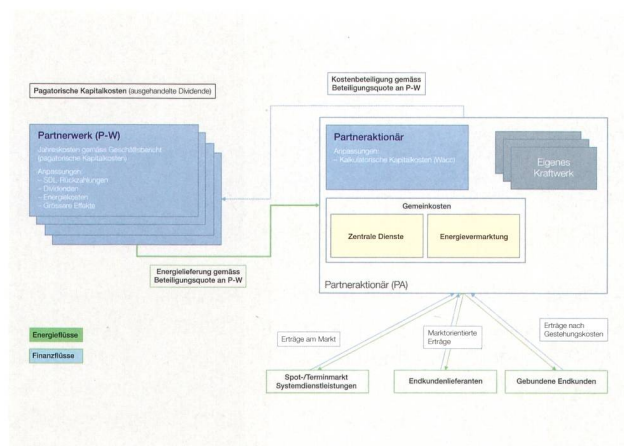 Pagatorische Kapitalkosten (ausgehandelte Dividende)
Kostenbeteiligung gemäss
Beteiligungsquote an P-W
Partnerwerk (P-W)
Jahreskosten gemäss Geschäftsbericht
(pagatorische Kapitalkosten)
Anpassungen
– SDL-Rückzahlungen
– Dividenden
– Energiekosten
– Grössere Effekte
Partneraktionär
Anpassungen
– Kalkulatorische Kapitalkosten (Wacc)
Eigenes
Kraftwerk
Gemeinkosten
Zentrale Dienste
Energievermarktung
Partneraktionär (PA)
Energielieferung gemäss
Beteiligungsquote an P-W
Energieflüsse
Finanzflüsse
Erträge am Markt
Marktorientierte
Erträge
Erträge nach
Gestehungskosten
Spot-/Terminmarkt
Systemdienstleistungen
Endkundenlieferanten
Gebundene Endkunden